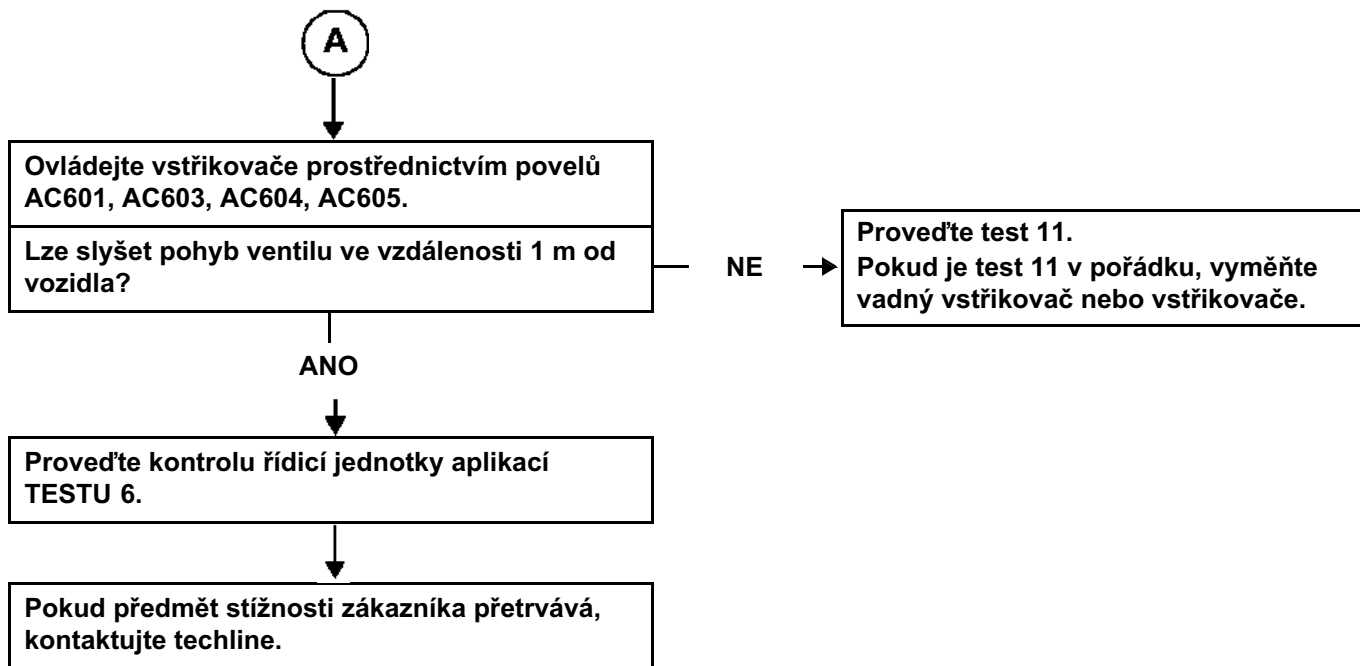 A
Ovládejte vstřikovače prostřednictvím povelů
AC601, AC603, AC604, AC605.
Lze slyšet pohyb ventilu ve vzdálenosti 1 m od
vozidla?
NE
Proveďte test 11.
Pokud je test 11 v pořádku, vyměňte
vadný vstřikovač nebo vstřikovače.
ANO
Proveďte kontrolu řídicí jednotky aplikací
TESTU 6.
Pokud předmět stížnosti zákazníka přetrvává,
kontaktujte techline.